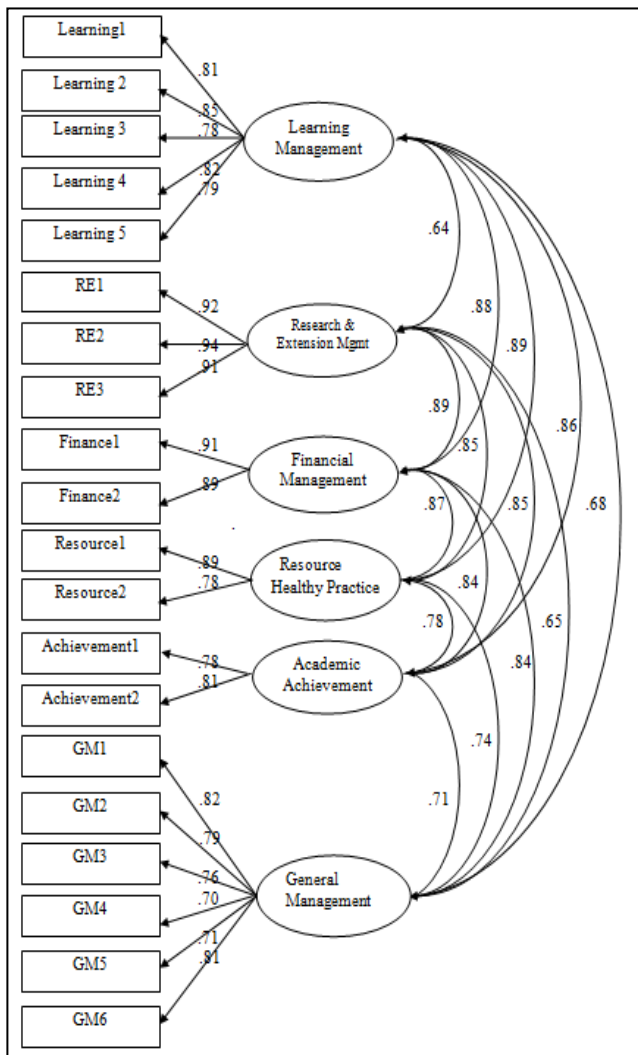 Learning1
.81
Learning 2
.85
Learning 3
.78
Learning
Management
Learning 4
.82
.79
Learning 5
.64
RE1
.92
.88
RE2
.94
Research &
Extension Mgmt
.89
RE3
.91
.89
.85
.86
Finance1
.91
Financial
Management
Finance2
.89
.87
.85
.68
Resource1
.89
Resource
Healthy Practice
Resource2
.78
.84
.78
.65
Achievement1
.78
Academic
Achievement
.84
Achievement2
.81
.74
GM1
.82
.71
GM2
.79
GM3
.76
General
Management
GM4
.70
GM5
.71
.81
GM6